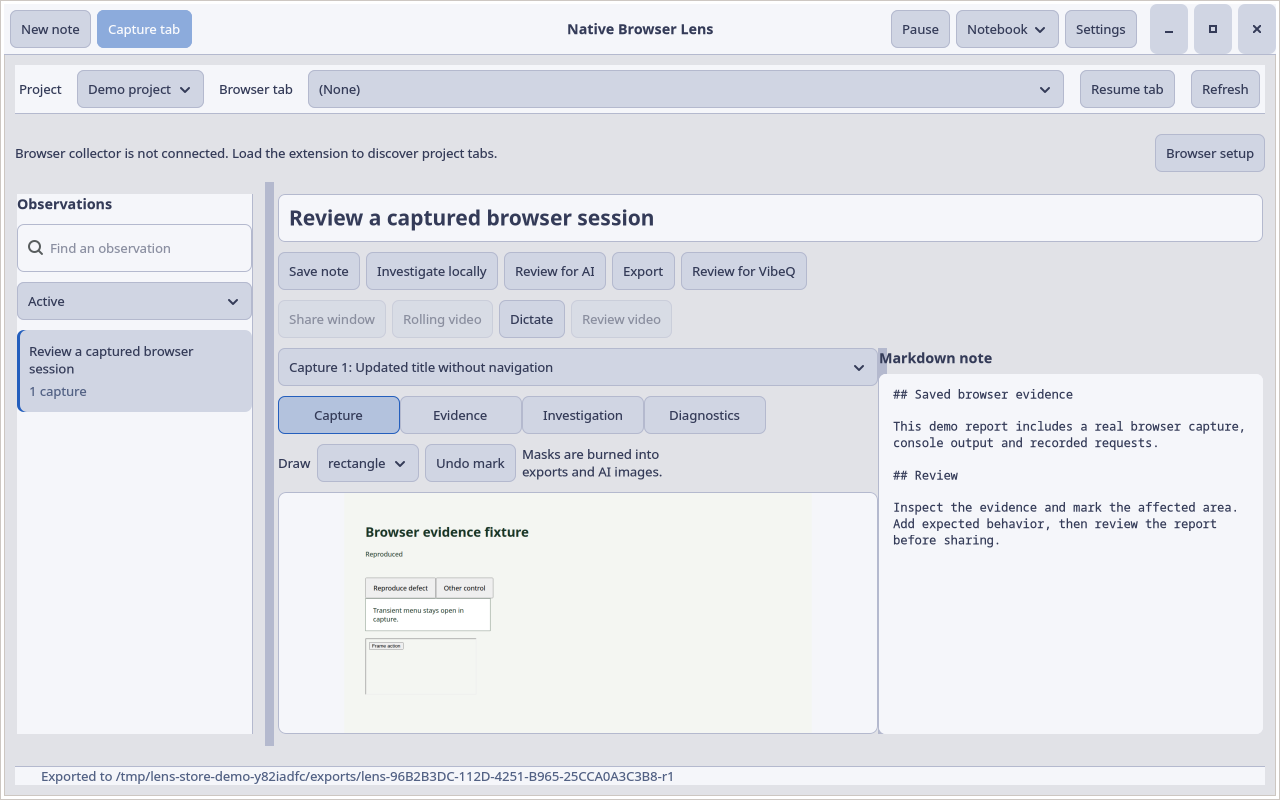 New note
Capture tab
Native Browser Lens
Pause
Notebook
Settings
Project
Demo project
Browser tab
(None)
Resume tab
Refresh
Browser collector is not connected. Load the extension to discover project tabs.
Browser setup
Observations
Find an observation
Active
Review a captured browser
session
1 capture
Review a captured browser session
Save note
Investigate locally
Review for AI
Export
Review for VibeQ
Share window
Rolling video
Dictate
Review video
Capture 1: Updated title without navigation
Capture
Evidence
Investigation
Diagnostics
Draw
rectangle
Undo mark
Masks are burned into
exports and AI images.
Browser evidence fixture
Reproduced
Reproduce defect
Other control
Transient menu stays open in
capture.
Frame action
Markdown note
## Saved browser evidence
This demo report includes a real browser capture,
console output and recorded requests.
## Review
Inspect the evidence and mark the affected area.
Add expected behavior, then review the report
before sharing.
Exported to /tmp/lens-store-demo-y82iadfc/exports/lens-96B2B3DC-112D-4251-B965-25CCA0A3C3B8-r1